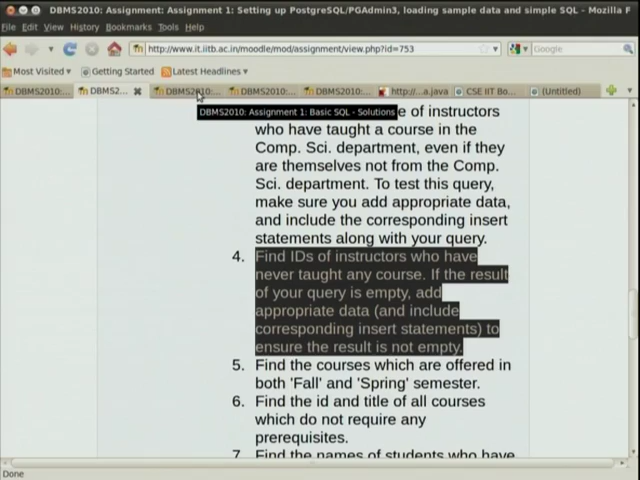 DBMS2010: Assignment: Assignment 1: Setting up PostgreSQL/PGAdmin3, loading sample data and simple SQL - Mozilla F
File Edit View History Bookmarks Tools Help
http://www.it.iitb.ac.in/moodle/mod/assignment/view.php?id=753
Google
Most Visited Getting Started Latest Headlines
DBMS2010:... DBMS2... DBMS2010:... DBMS2010:... DBMS2010:... http://...a.java CSE IIT Bo... (Untitled)
DBMS2010: Assignment 1: Basic SQL - Solutions
e of instructors
who have taught a course in the
Comp. Sci. department, even if they
are themselves not from the Comp.
Sci. department. To test this query,
make sure you add appropriate data,
and include the corresponding insert
statements along with your query.
4. Find IDs of instructors who have
never taught any course. If the result
of your query is empty, add
appropriate data (and include
corresponding insert statements) to
ensure the result is not empty.
5. Find the courses which are offered in
both 'Fall' and 'Spring' semester.
6. Find the id and title of all courses
which do not require any
prerequisites.
7. Find the names of students who have
Done